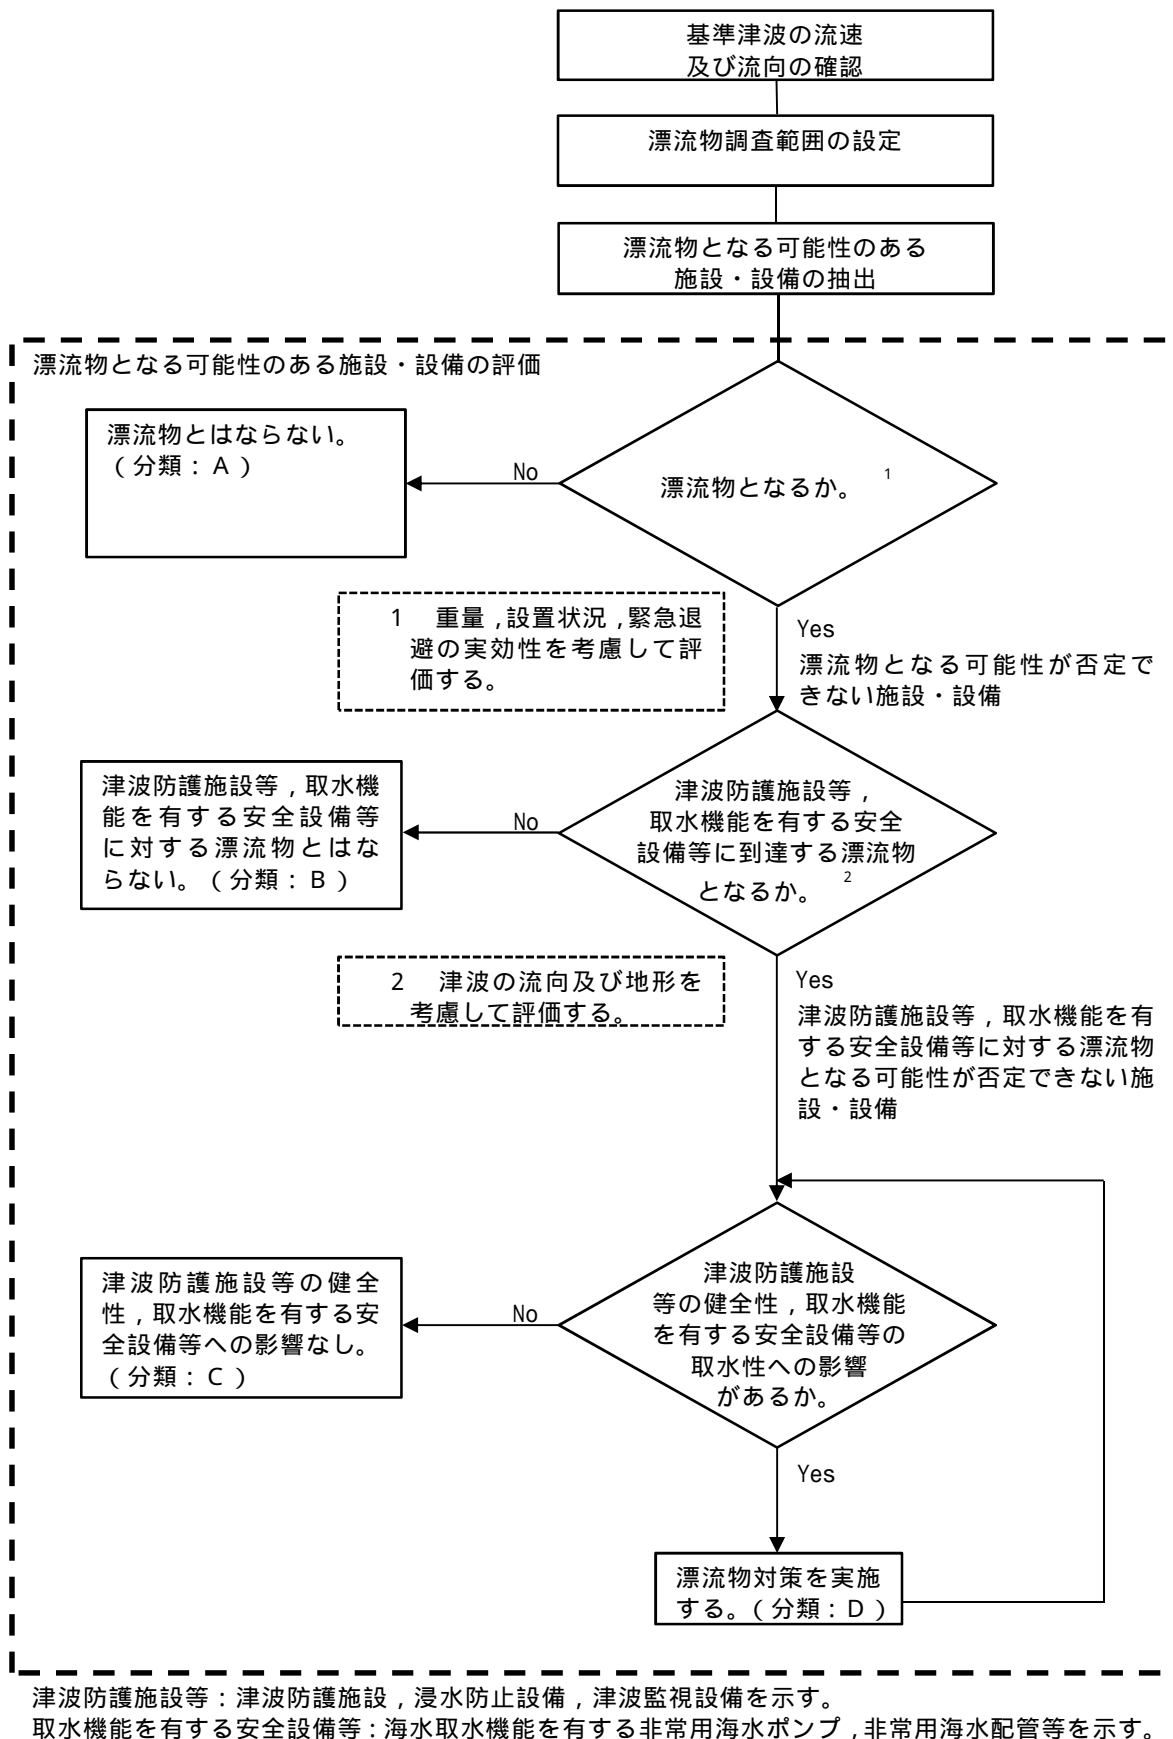 基準津波の流速
及び流向の確認
漂流物調査範囲の設定
漂流物となる可能性のある
施設・設備の抽出
漂流物となる可能性のある施設・設備の評価
漂流物とはならない。
（分類：Ａ）
No
漂流物となるか。 1
1 重量，設置状況，緊急退
避の実効性を考慮して評
価する。
Yes
漂流物となる可能性が否定で
きない施設・設備
津波防護施設等，取水機
能を有する安全設備等
に対する漂流物とはな
らない。（分類：Ｂ）
No
津波防護施設等，
取水機能を有する安全
設備等に到達する漂流物
となるか。 2
2 津波の流向及び地形を
考慮して評価する。
Yes
津波防護施設等，取水機能を有
する安全設備等に対する漂流物
となる可能性が否定できない施
設・設備
津波防護施設等の健全
性，取水機能を有する安
全設備等への影響なし。
（分類：Ｃ）
No
津波防護施設
等の健全性，取水機能
を有する安全設備等の
取水性への影響
があるか。
Yes
漂流物対策を実施
する。（分類：Ｄ）
津波防護施設等：津波防護施設，浸水防止設備，津波監視設備を示す。
取水機能を有する安全設備等：海水取水機能を有する非常用海水ポンプ，非常用海水配管等を示す。